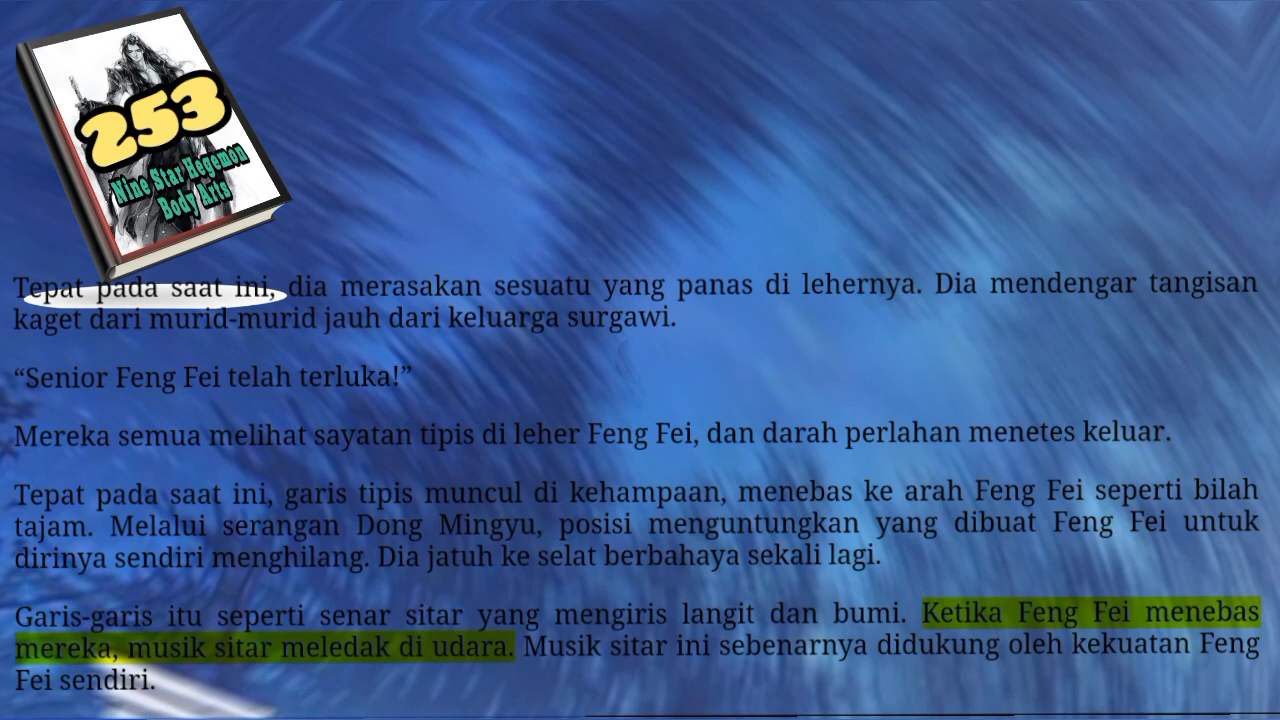 253
Nine Star Hegemon
Body Arts
Tepat pada saat ini, dia merasakan sesuatu yang panas di lehernya. Dia mendengar tangisan
kaget dari murid-murid jauh dari keluarga surgawi.
“Senior Feng Fei telah terluka!”
Mereka semua melihat sayatan tipis di leher Feng Fei, dan darah perlahan menetes keluar.
Tepat pada saat ini, garis tipis muncul di kehampaan, menebas ke arah Feng Fei seperti bilah
tajam. Melalui serangan Dong Mingyu, posisi menguntungkan yang dibuat Feng Fei untuk
dirinya sendiri menghilang. Dia jatuh ke selat berbahaya sekali lagi.
Garis-garis itu seperti senar sitar yang mengiris langit dan bumi. Ketika Feng Fei menebas
mereka, musik sitar meledak di udara. Musik sitar ini sebenarnya didukung oleh kekuatan Feng
Fei sendiri.